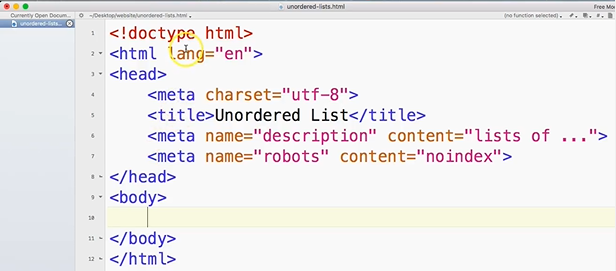 unordered-lists.html
Free Mo
Currently Open Docum...
~/Desktop/website/unordered-lists.html
(no function selected)
unordered-lists....
1 <!doctype html>
2 <html lang="en">
3 <head>
4 <meta charset="utf-8">
5 <title>Unordered List</title>
6 <meta name="description" content="lists of ...">
7 <meta name="robots" content="noindex">
8 </head>
9 <body>
10
11 </body>
12 </html>